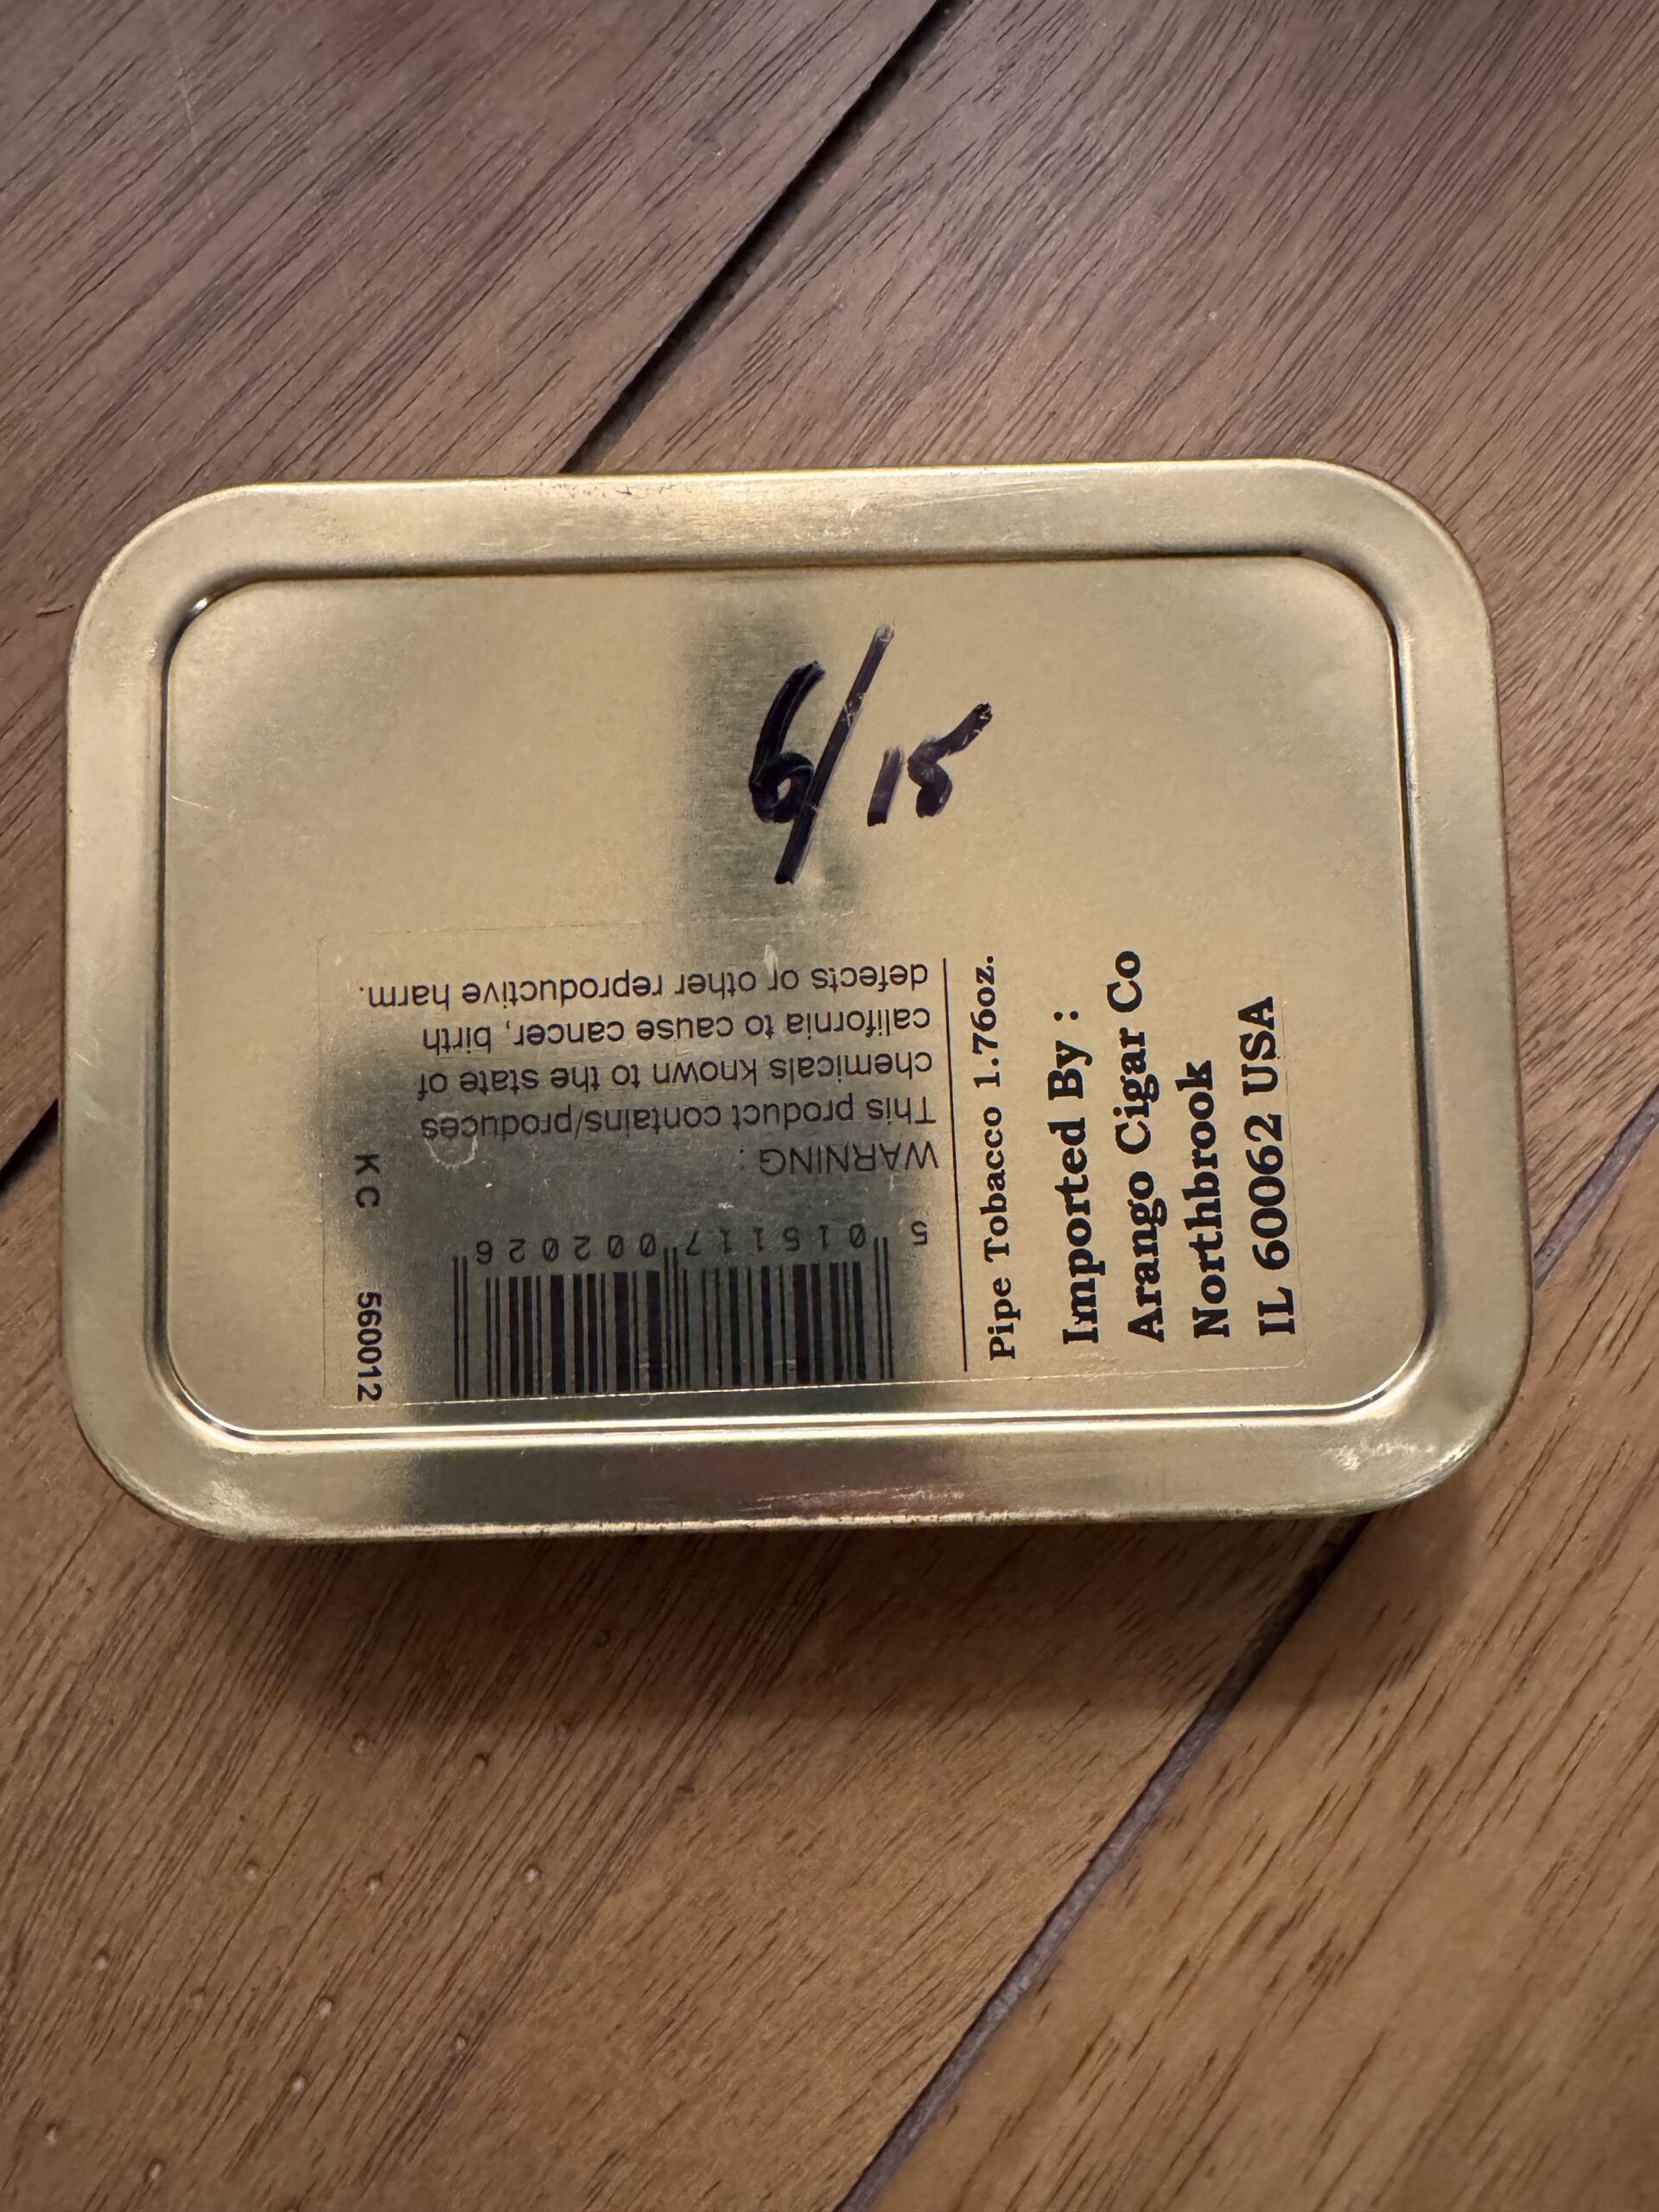 6/15
Pipe Tobacco 1.76oz.
Imported By :
Arango Cigar Co
Northbrook
IL 60062 USA
5 015117 002026
WARNING :
This product contains/produces
chemicals known to the state of
california to cause cancer, birth
defects or other reproductive harm.
560012 K C